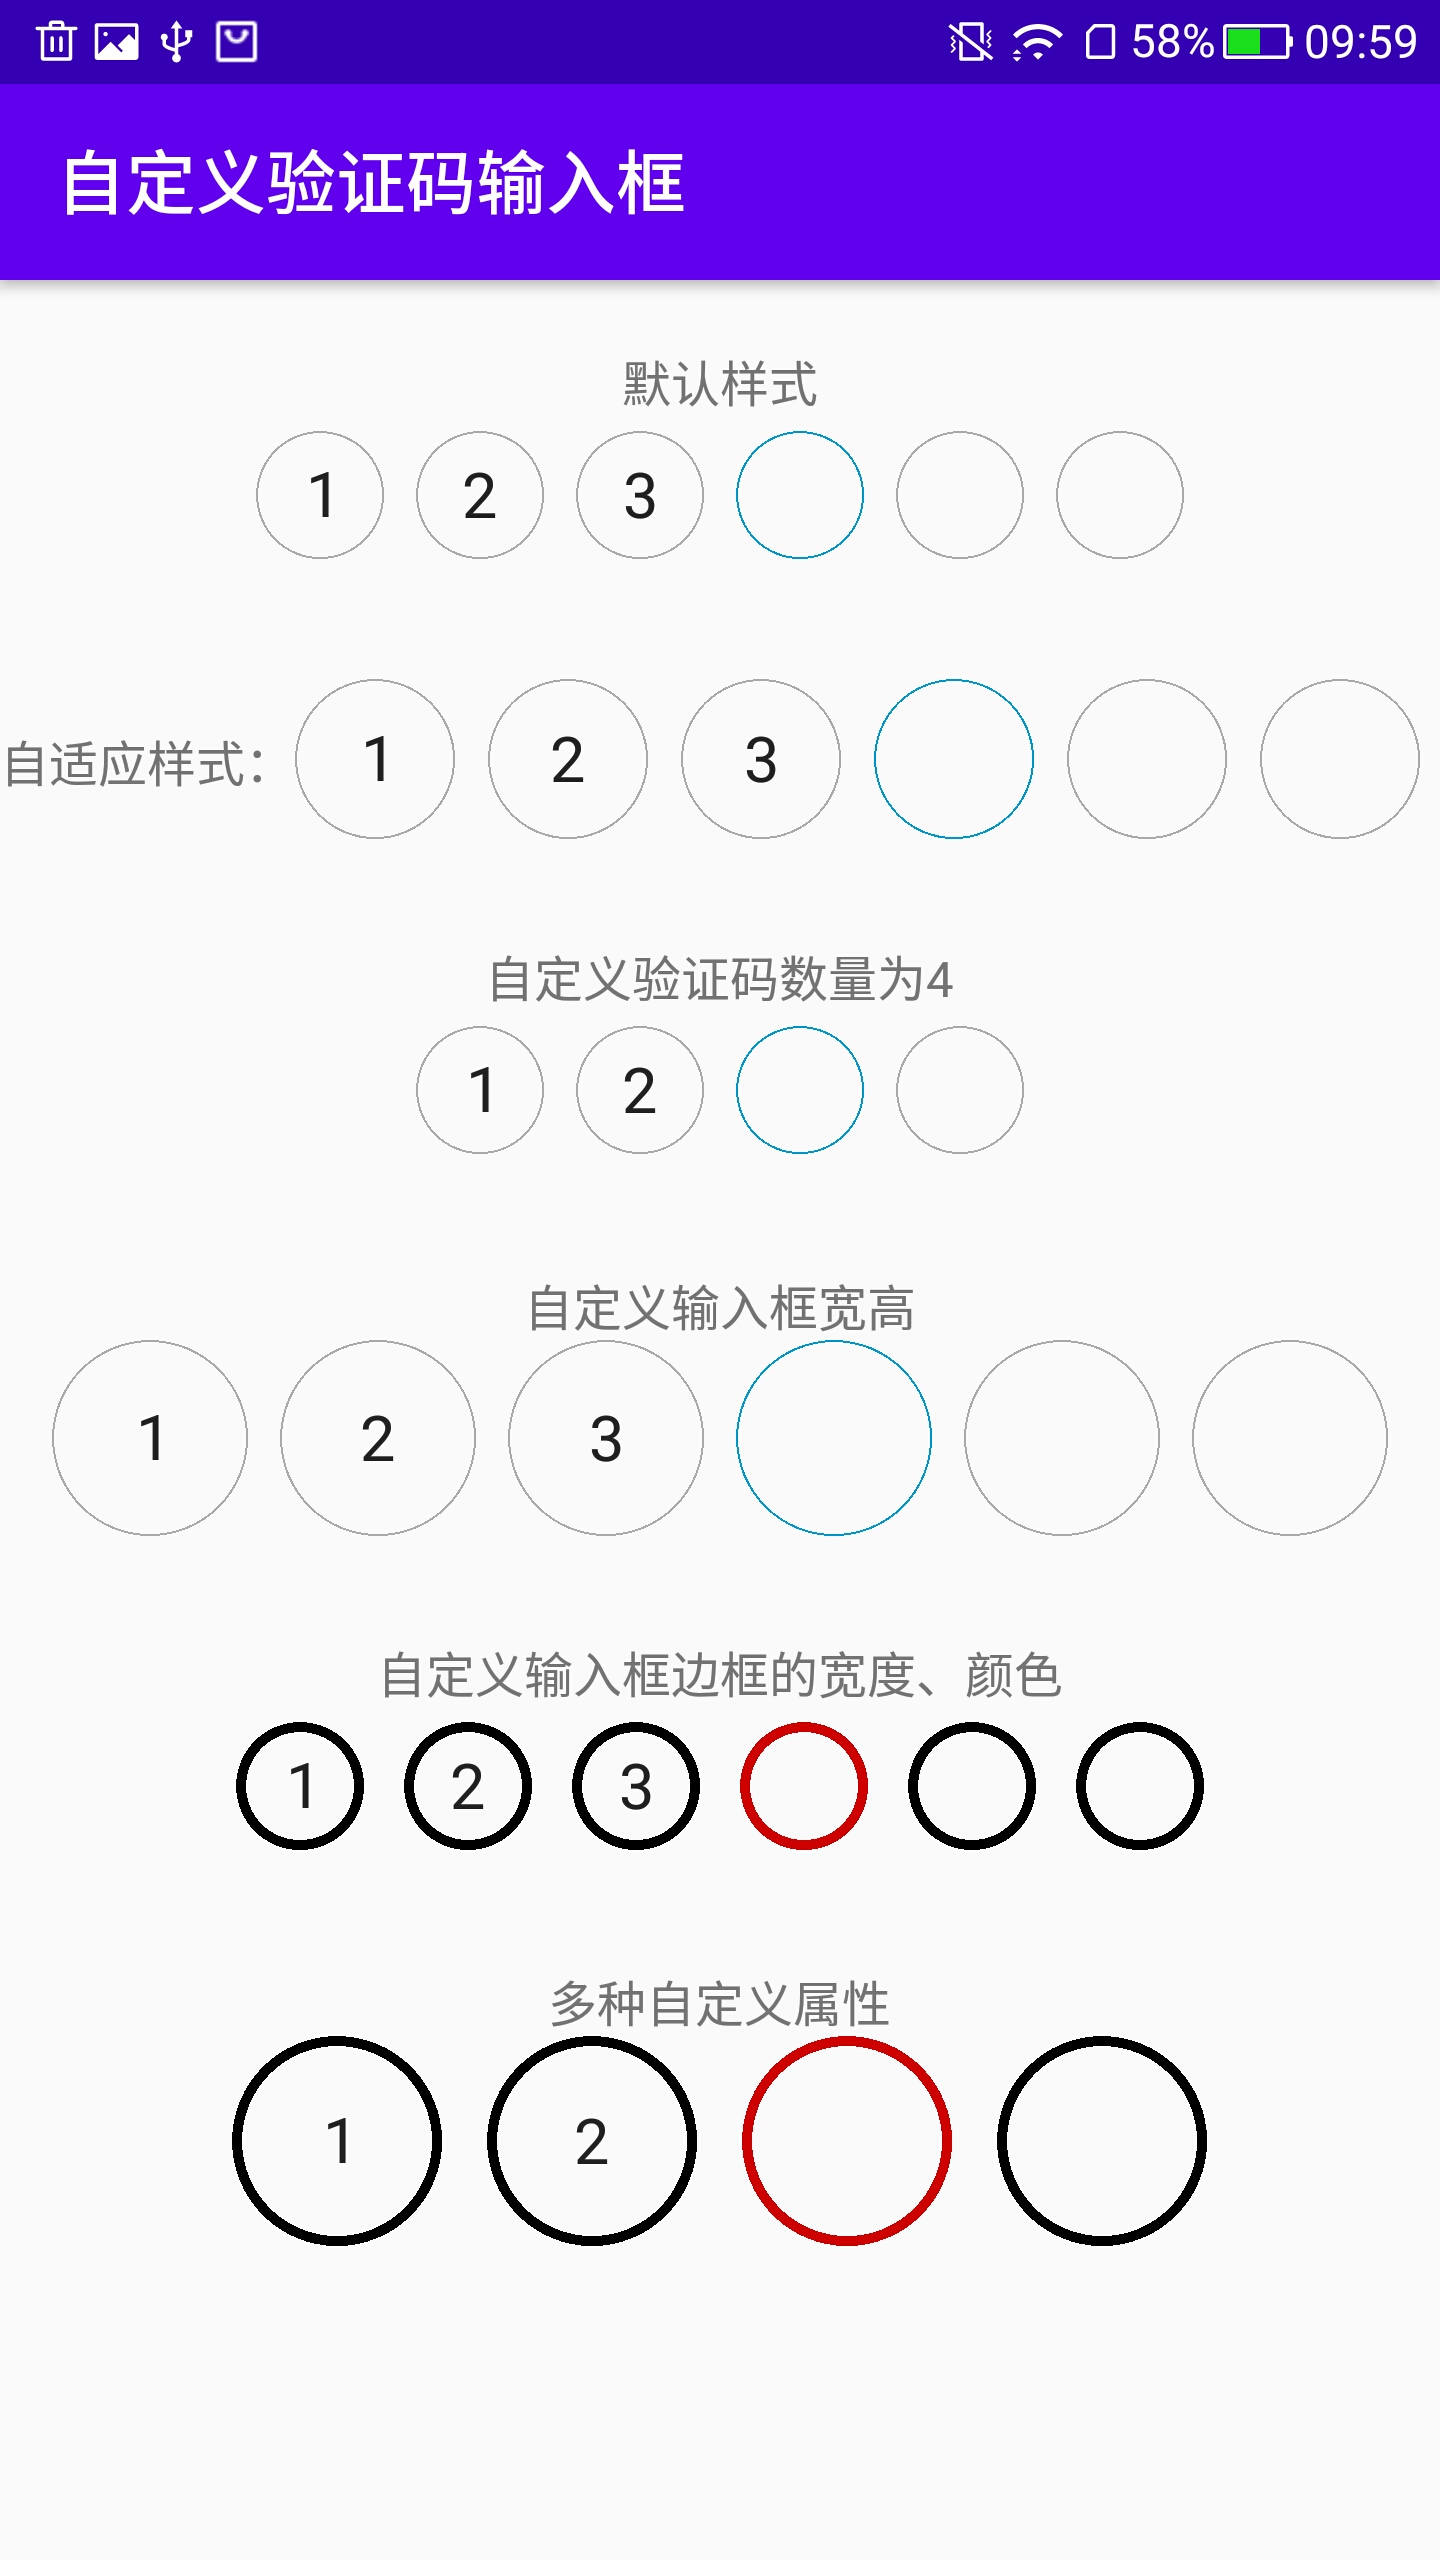 58% 09:59
自定义验证码输入框
默认样式
1 2 3
自适应样式： 1 2 3
自定义验证码数量为4
1 2
自定义输入框宽高
1 2 3
自定义输入框边框的宽度、颜色
1 2 3
多种自定义属性
1 2